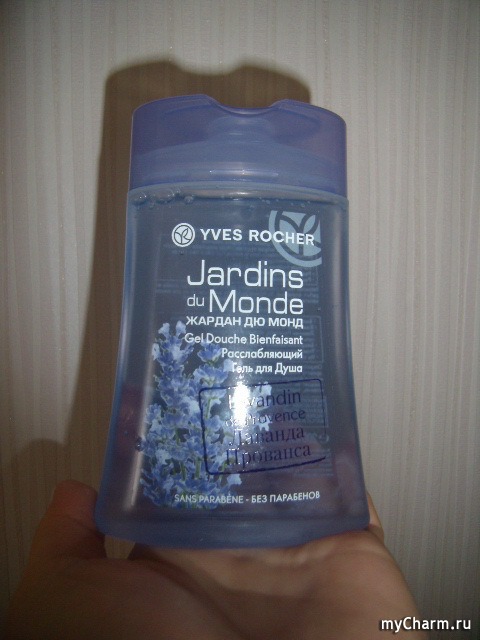 YVES ROCHER
Jardins
du Monde
ЖАРДАН ДЮ МОНД
Gel Douche Bienfaisant
Расслабляющий
Гель для Душа
Lavandin
de Provence
Лаванда
Прованса
SANS PARABÈNE - БЕЗ ПАРАБЕНОВ
myCharm.ru